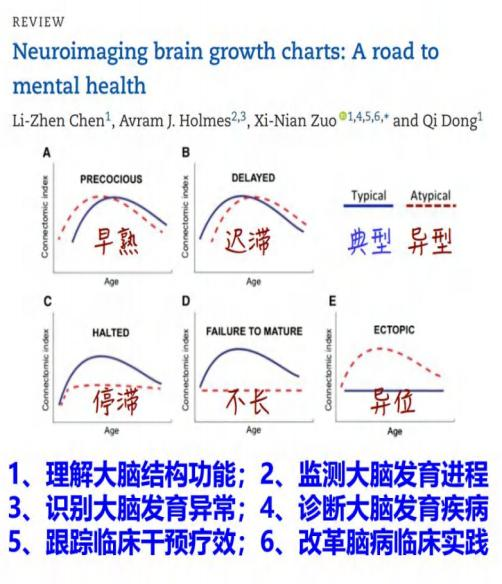 REVIEW
Neuroimaging brain growth charts: A road to
mental health
Li-Zhen Chen1, Avram J. Holmes2,3, Xi-Nian Zuo1,4,5,6,* and Qi Dong1
A
PRECOCIOUS
Connectomic index
早熟
Age
B
DELAYED
Connectomic index
迟滞
Age
Typical Atypical
典型 异型
C
HALTED
Connectomic index
停滞
Age
D
FAILURE TO MATURE
Connectomic index
不长
Age
E
ECTOPIC
Connectomic index
异位
Age
1、理解大脑结构功能；2、监测大脑发育进程
3、识别大脑发育异常；4、诊断大脑发育疾病
5、跟踪临床干预疗效；6、改革脑病临床实践